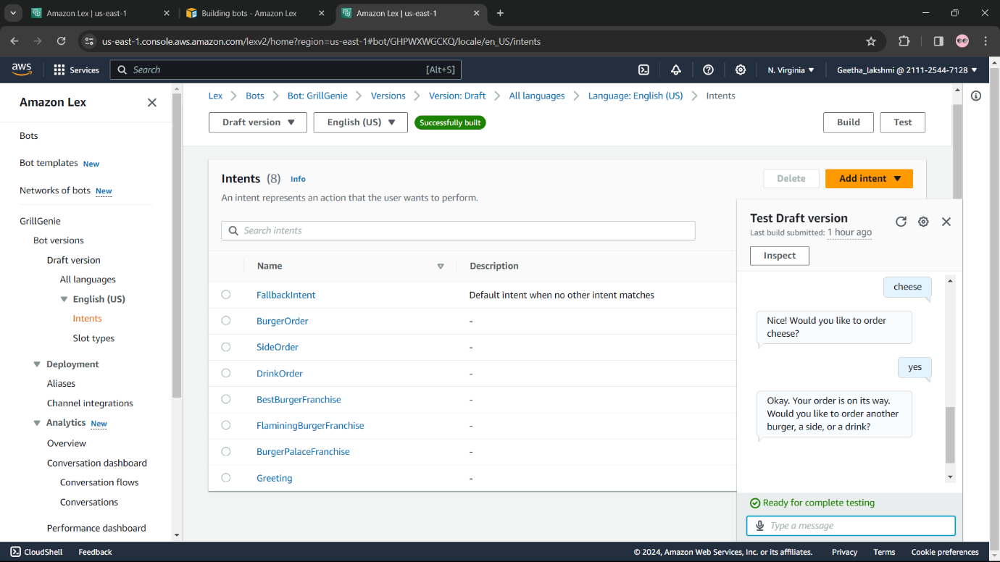 Amazon Lex | us-east-1
Building bots - Amazon Lex
Amazon Lex | us-east-1
us-east-1.console.aws.amazon.com/lexv2/home?region=us-east-1#bot/GHPWXWGCKQ/locale/en_US/intents
aws
Services
Search
[Alt+S]
N. Virginia
Geetha_lakshmi @ 2111-2544-7128
Amazon Lex
Bots
Bot templates New
Networks of bots New
GrillGenie
Bot versions
Draft version
All languages
English (US)
Intents
Slot types
Deployment
Aliases
Channel integrations
Analytics New
Overview
Conversation dashboard
Conversation flows
Conversations
Performance dashboard
Lex Bots Bot: GrillGenie Versions Version: Draft All languages Language: English (US) Intents
Draft version
English (US)
Successfully built
Build
Test
Intents (8) Info
An intent represents an action that the user wants to perform.
Delete
Add intent
Search intents
Name
Description
FallbackIntent
Default intent when no other intent matches
BurgerOrder
-
SideOrder
-
DrinkOrder
-
BestBurgerFranchise
-
FlaminingBurgerFranchise
-
BurgerPalaceFranchise
-
Greeting
-
Test Draft version
Last build submitted: 1 hour ago
Inspect
cheese
Nice! Would you like to order
cheese?
yes
Okay. Your order is on its way.
Would you like to order another
burger, a side, or a drink?
Ready for complete testing
Type a message
CloudShell
Feedback
© 2024, Amazon Web Services, Inc. or its affiliates.
Privacy
Terms
Cookie preferences